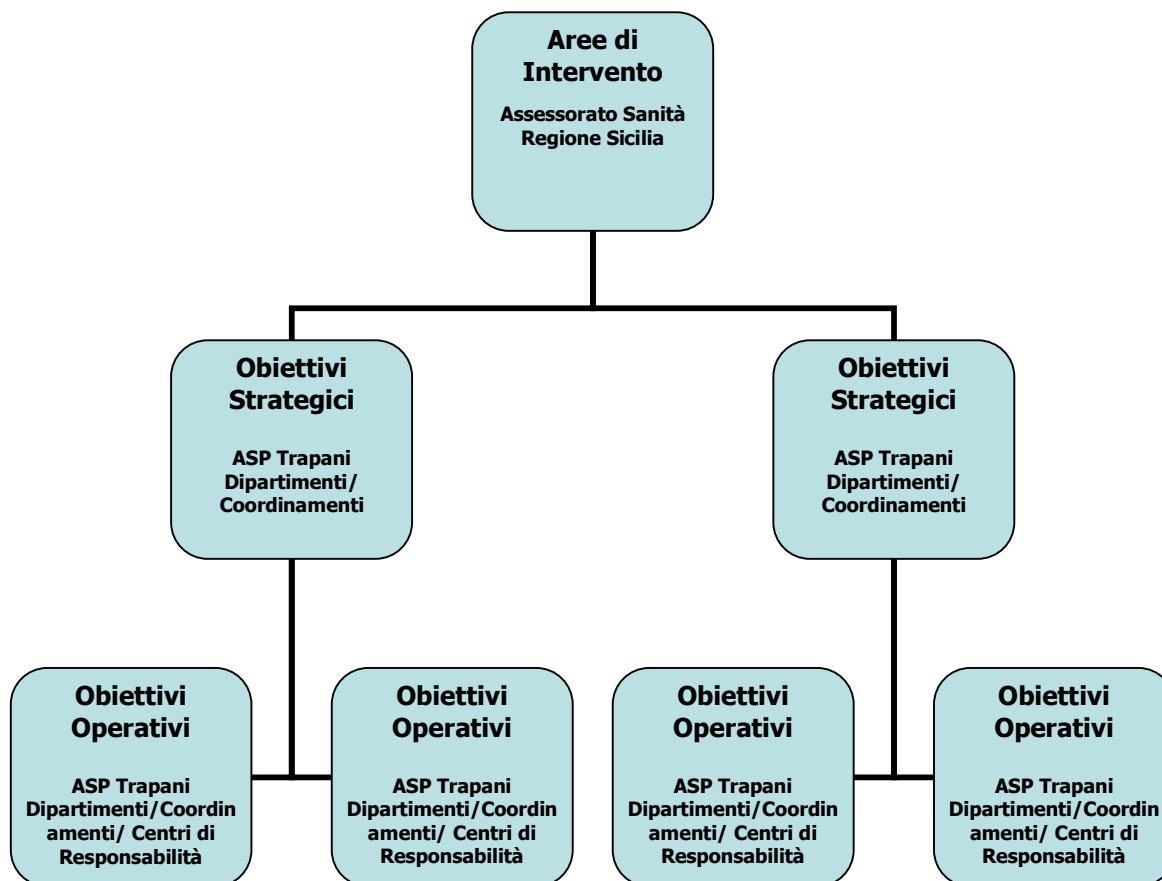 Aree di
Intervento
Assessorato Sanità
Regione Sicilia
Obiettivi
Strategici
ASP Trapani
Dipartimenti/
Coordinamenti
Obiettivi
Strategici
ASP Trapani
Dipartimenti/
Coordinamenti
Obiettivi
Operativi
ASP Trapani
Dipartimenti/Coordin
amenti/ Centri di
Responsabilità
Obiettivi
Operativi
ASP Trapani
Dipartimenti/Coordin
amenti/ Centri di
Responsabilità
Obiettivi
Operativi
ASP Trapani
Dipartimenti/Coordin
amenti/ Centri di
Responsabilità
Obiettivi
Operativi
ASP Trapani
Dipartimenti/Coordin
amenti/ Centri di
Responsabilità